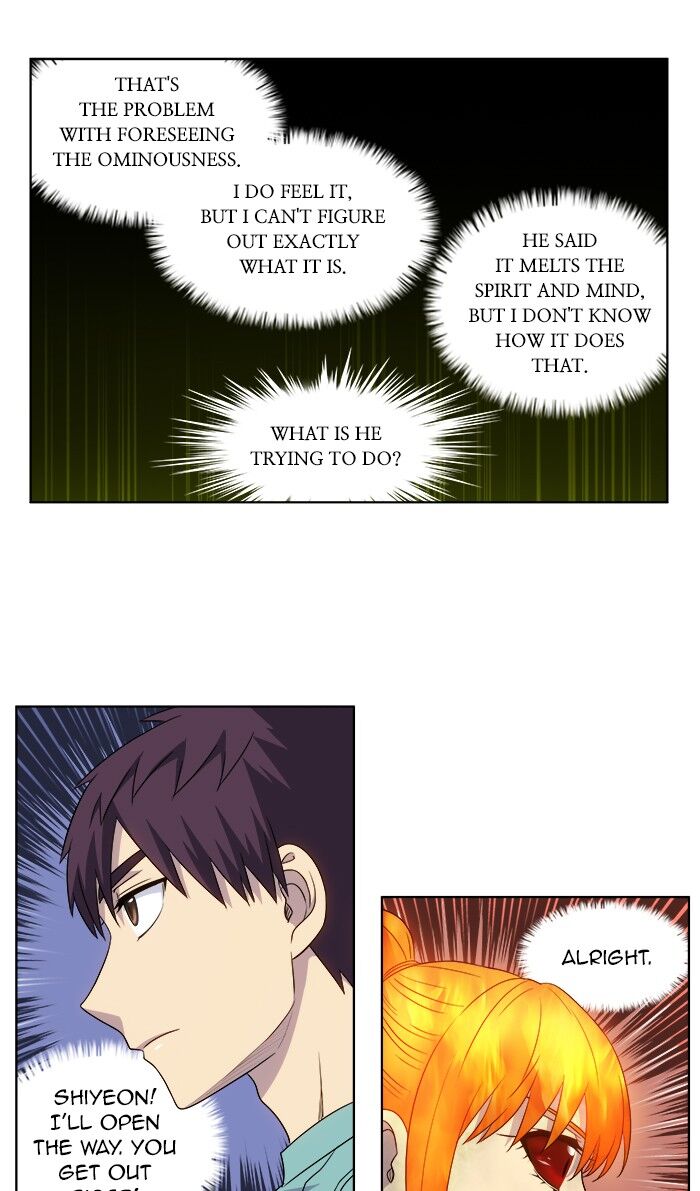 THAT'S
THE PROBLEM
WITH FORESEEING
THE OMINOUSNESS.
I DO FEEL IT,
BUT I CAN'T FIGURE
OUT EXACTLY
WHAT IT IS.
HE SAID
IT MELTS THE
SPIRIT AND MIND,
BUT I DON'T KNOW
HOW IT DOES
THAT.
WHAT IS HE
TRYING TO DO?
ALRIGHT.
SHIYEON!
I'LL OPEN
THE WAY. YOU
GET OUT